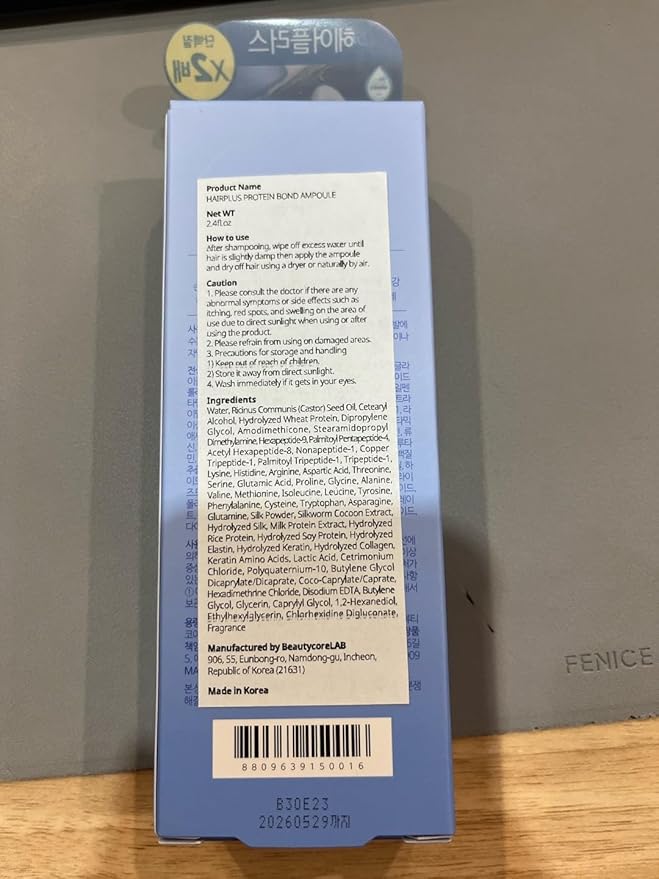 헤어플러스
단백질
X2배
Product Name
HAIRPLUS PROTEIN BOND AMPOULE
Net WT
2.4fl.oz
How to use
After shampooing, wipe off excess water until
hair is slightly damp then apply the ampoule
and dry off hair using a dryer or naturally by air.
Caution
1. Please consult the doctor if there are any
abnormal symptoms or side effects such as
itching, red spots, and swelling on the area of
use due to direct sunlight when using or after
using the product.
2. Please refrain from using on damaged areas.
3. Precautions for storage and handling
1) Keep out of reach of children.
2) Store it away from direct sunlight.
4. Wash immediately if it gets in your eyes.
Ingredients
Water, Ricinus Communis (Castor) Seed Oil, Cetearyl
Alcohol, Hydrolyzed Wheat Protein, Dipropylene
Glycol, Amodimethicone, Stearamidopropyl
Dimethylamine, Hexapeptide-9, Palmitoyl Pentapeptide-4,
Acetyl Hexapeptide-8, Nonapeptide-1, Copper
Tripeptide-1, Palmitoyl Tripeptide-1, Tripeptide-1,
Lysine, Histidine, Arginine, Aspartic Acid, Threonine,
Serine, Glutamic Acid, Proline, Glycine, Alanine,
Valine, Methionine, Isoleucine, Leucine, Tyrosine,
Phenylalanine, Cysteine, Tryptophan, Asparagine,
Glutamine, Silk Powder, Silkworm Cocoon Extract,
Hydrolyzed Silk, Milk Protein Extract, Hydrolyzed
Rice Protein, Hydrolyzed Soy Protein, Hydrolyzed
Elastin, Hydrolyzed Keratin, Hydrolyzed Collagen,
Keratin Amino Acids, Lactic Acid, Cetrimonium
Chloride, Polyquaternium-10, Butylene Glycol
Dicaprylate/Dicaprate, Coco-Caprylate/Caprate,
Hexadimethrine Chloride, Disodium EDTA, Butylene
Glycol, Glycerin, Caprylyl Glycol, 1,2-Hexanediol,
Ethylhexylglycerin, Chlorhexidine Digluconate,
Fragrance
Manufactured by BeautycoreLAB
906, 55, Eunbong-ro, Namdong-gu, Incheon,
Republic of Korea (21631)
Made in Korea
8809639150016
B30E23
20260529까지
FENICE